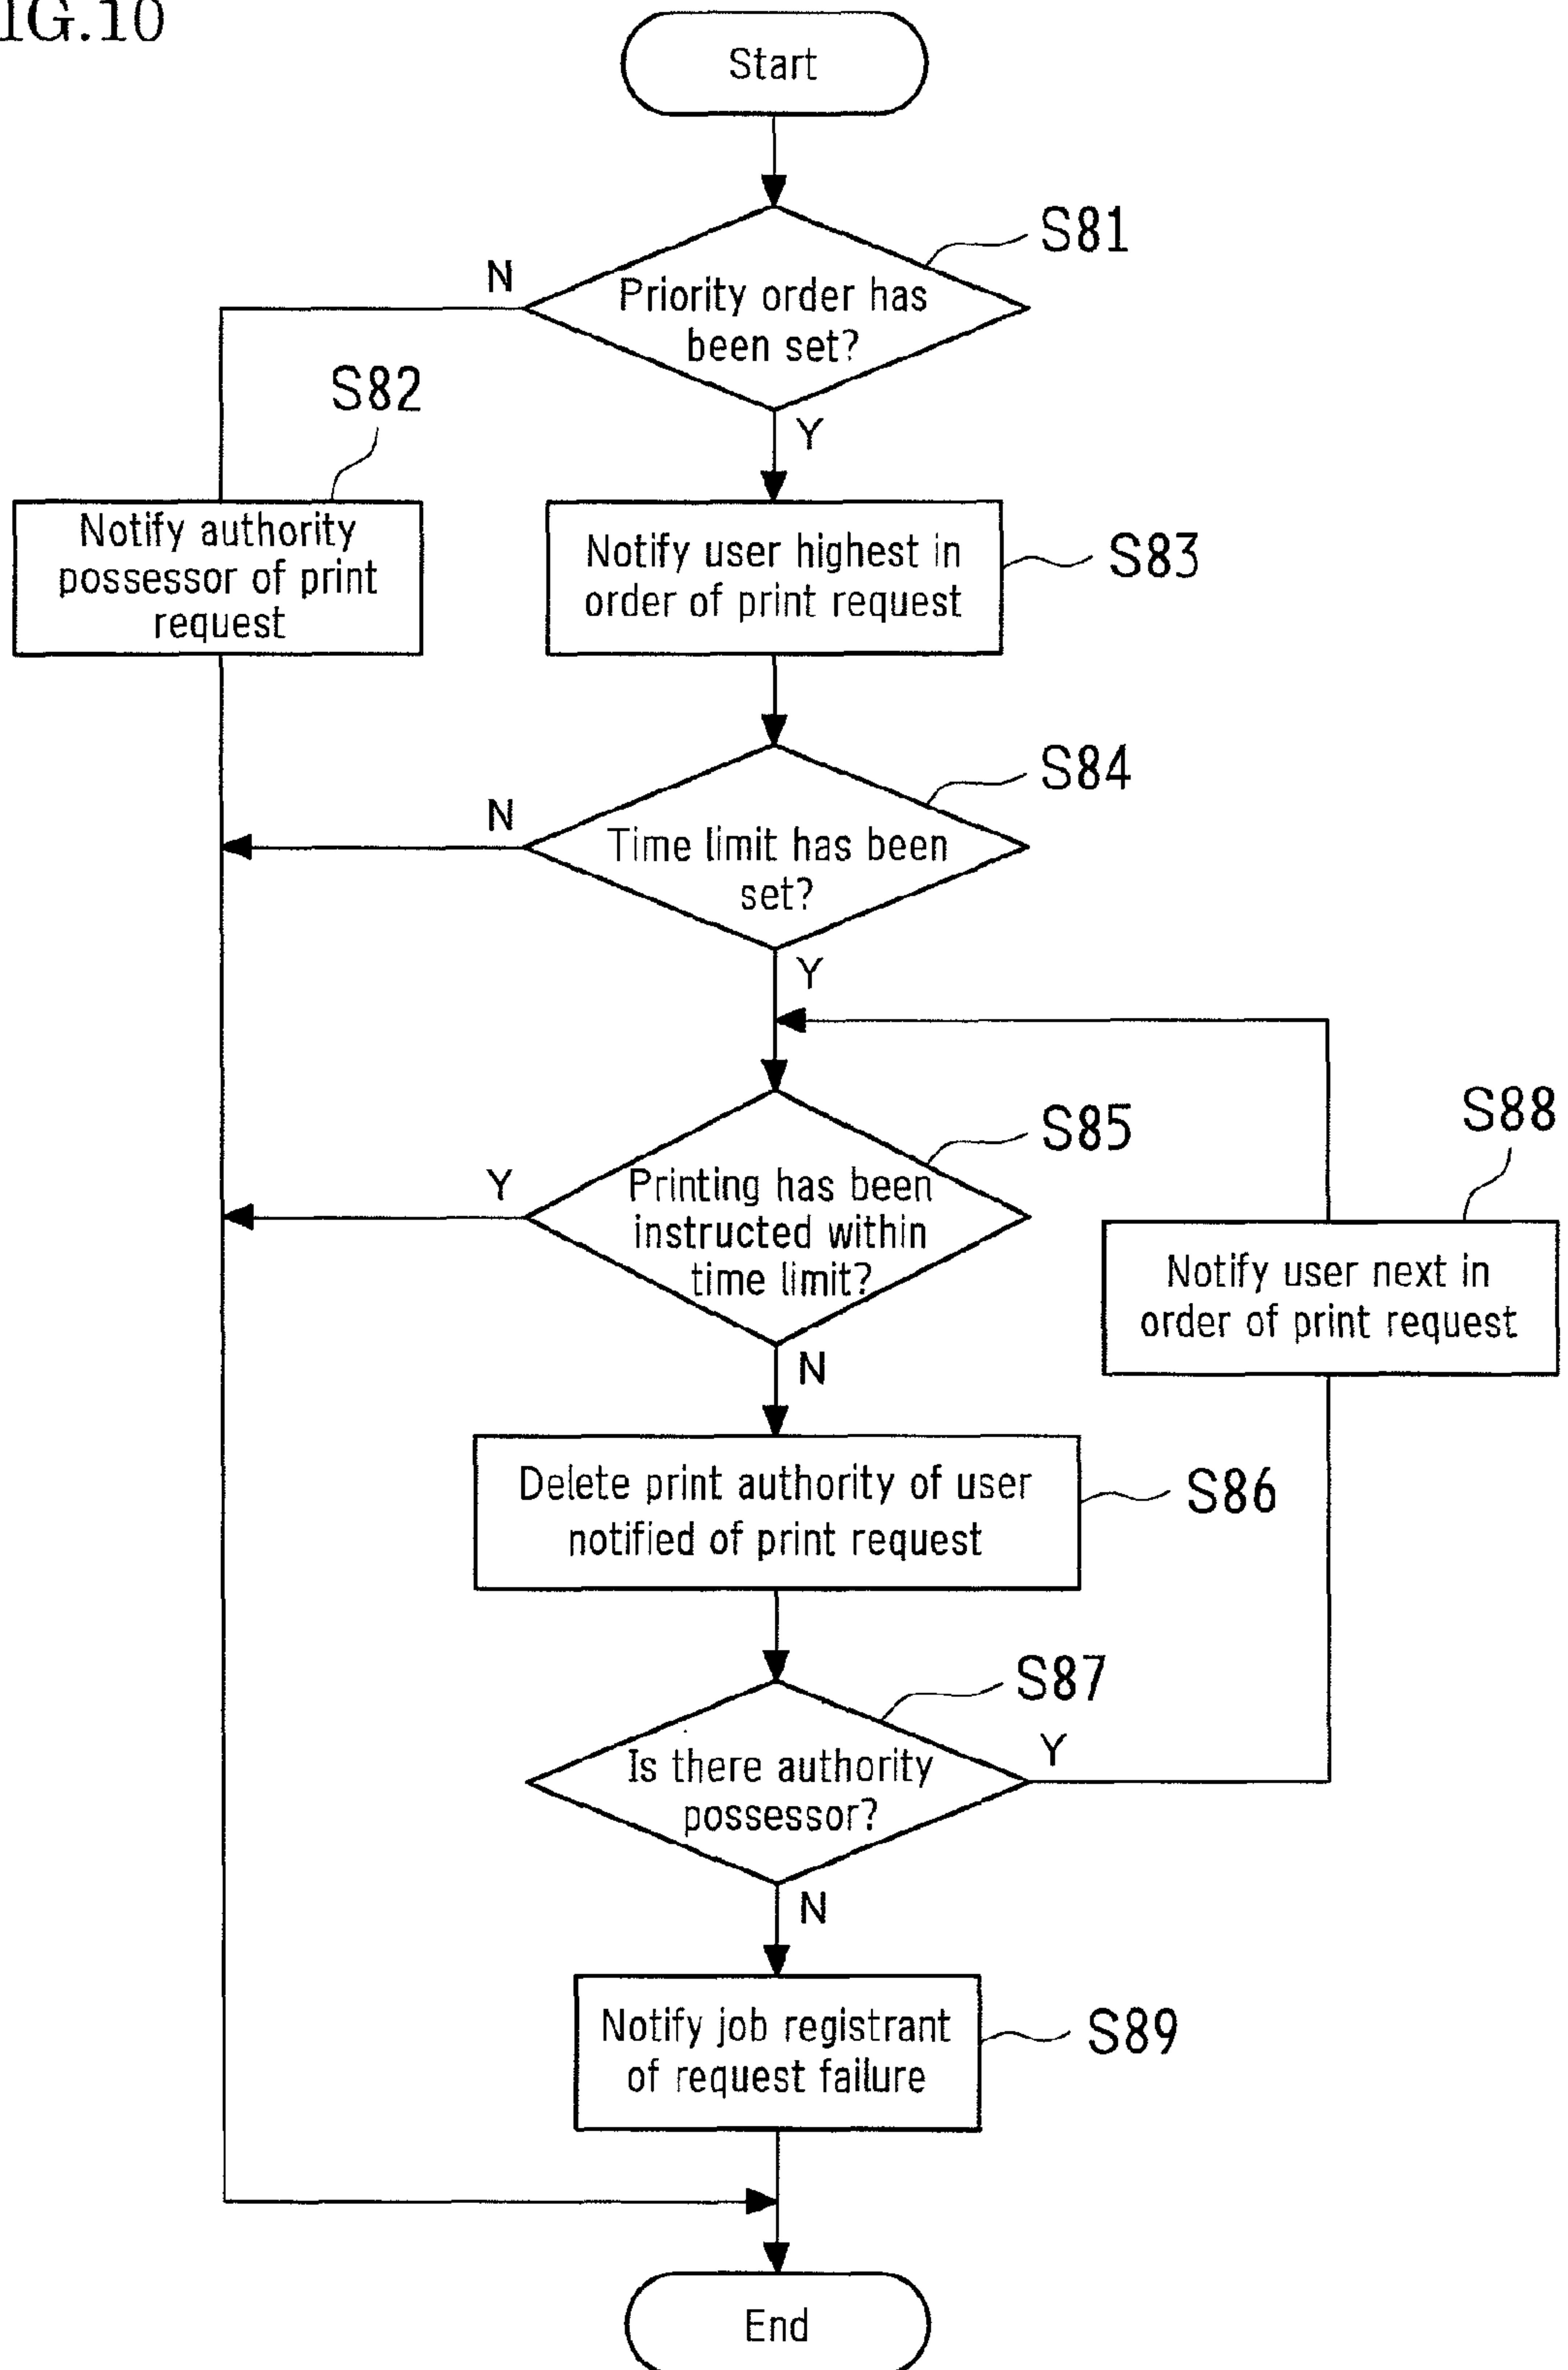 IG.10
Start
S81
N
Priority order has
been set?
Y
S82
Notify authority
possessor of print
request
Notify user highest in
order of print request
S83
S84
N
Time limit has been
set?
Y
S85
Y
Printing has been
instructed within
time limit?
N
S88
Notify user next in
order of print request
Delete print authority of user
notified of print request
S86
S87
Is there authority
possessor?
Y
N
Notify job registrant
of request failure
S89
End